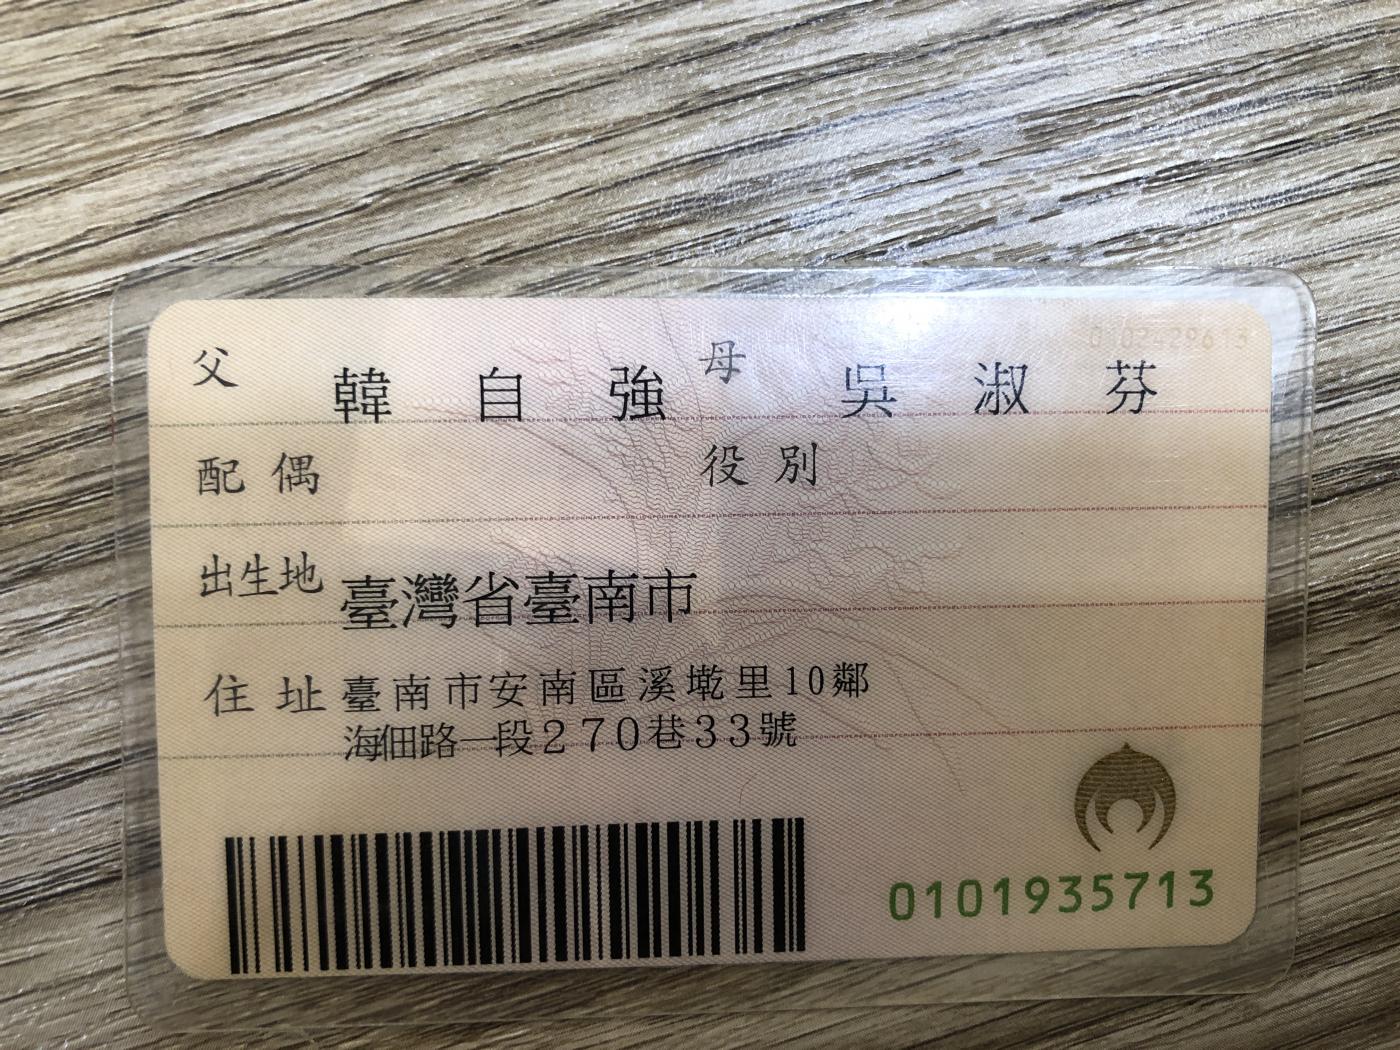 父 韓自強 母 吳淑芬
配偶 役別
出生地 臺灣省臺南市
住址 臺南市安南區溪墘里10鄰
海佃路一段270巷33號
0101935713